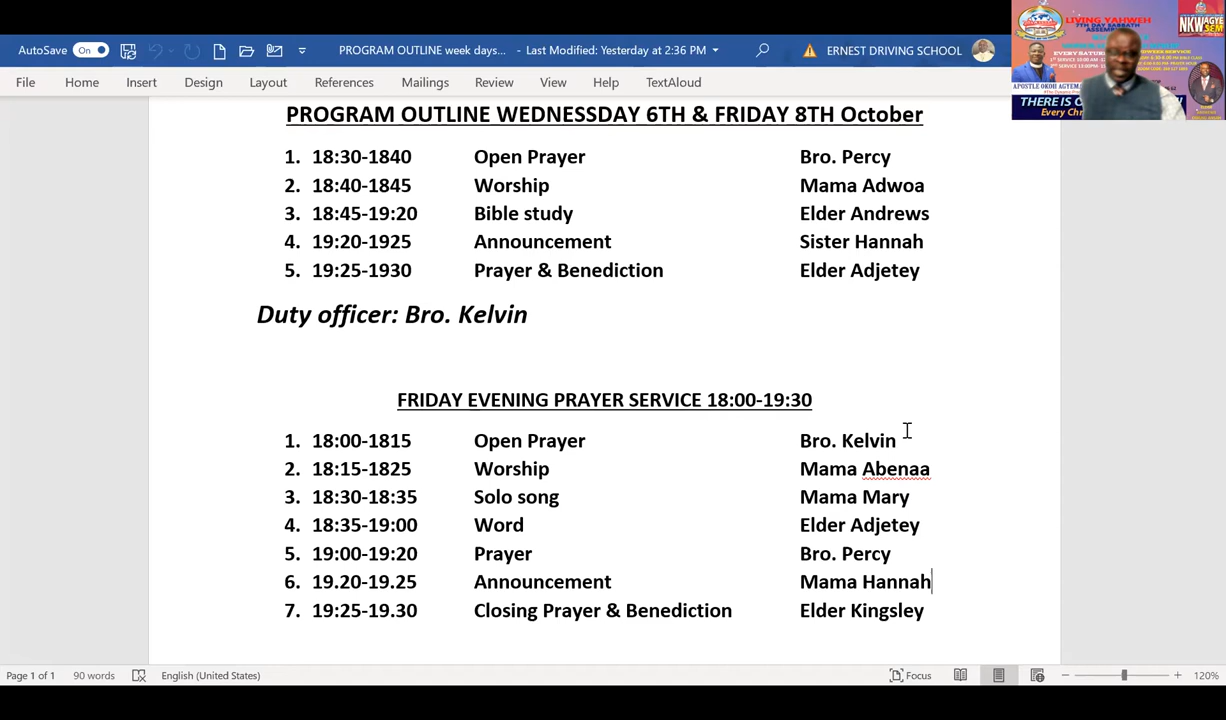 AutoSave On PROGRAM OUTLINE week days... - Last Modified: Yesterday at 2:36 PM ERNEST DRIVING SCHOOL
File Home Insert Design Layout References Mailings Review View Help TextAloud
LIVING YAHWEH
7TH DAY SABBATH
NKWAGYE
SEM
THERE IS
PROGRAM OUTLINE WEDNESSDAY 6TH & FRIDAY 8TH October
1. 18:30-1840 Open Prayer Bro. Percy
2. 18:40-1845 Worship Mama Adwoa
3. 18:45-19:20 Bible study Elder Andrews
4. 19:20-1925 Announcement Sister Hannah
5. 19:25-1930 Prayer & Benediction Elder Adjetey
Duty officer: Bro. Kelvin
FRIDAY EVENING PRAYER SERVICE 18:00-19:30
1. 18:00-1815 Open Prayer Bro. Kelvin
2. 18:15-1825 Worship Mama Abenaa
3. 18:30-18:35 Solo song Mama Mary
4. 18:35-19:00 Word Elder Adjetey
5. 19:00-19:20 Prayer Bro. Percy
6. 19.20-19.25 Announcement Mama Hannah
7. 19:25-19.30 Closing Prayer & Benediction Elder Kingsley
Page 1 of 1 90 words English (United States) Focus 120%